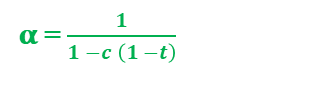 α = 1 / 1 − c (1 − t)